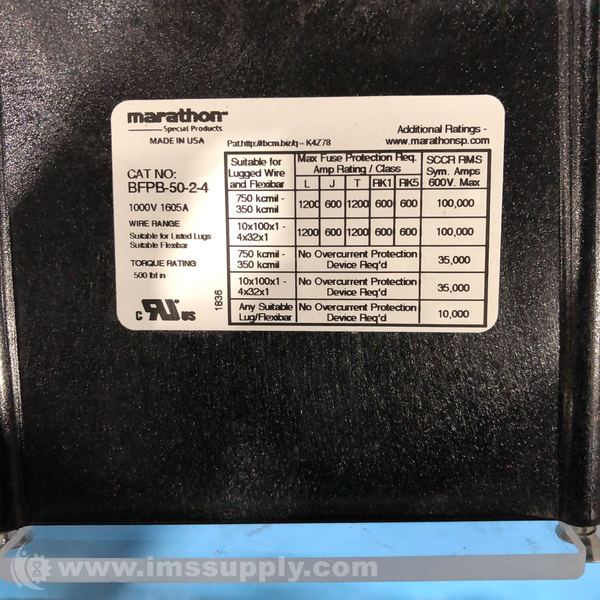 marathon™
Special Products
MADE IN USA
Pat.http://rbcm.biz/q – K4Z78
Additional Ratings -
www.marathonsp.com
CAT NO:
BFPB-50-2-4
1000V 1605A
WIRE RANGE
Suitable for Listed Lugs
Suitable Flexibar
TORQUE RATING
500 lbf in
c RU US
1836
Suitable for
Lugged Wire
and Flexibar
Max Fuse Protection Req.
Amp Rating / Class
L J T RK1 RK5
SCCR RMS
Sym. Amps
600V. Max
750 kcmil -
350 kcmil
1200 600 1200 600 600
100,000
10x100x1 -
4x32x1
1200 600 1200 600 600
100,000
750 kcmil -
350 kcmil
No Overcurrent Protection
Device Req'd
35,000
10x100x1 -
4x32x1
No Overcurrent Protection
Device Req'd
35,000
Any Suitable
Lug/Flexibar
No Overcurrent Protection
Device Req'd
10,000
www.imssupply.com